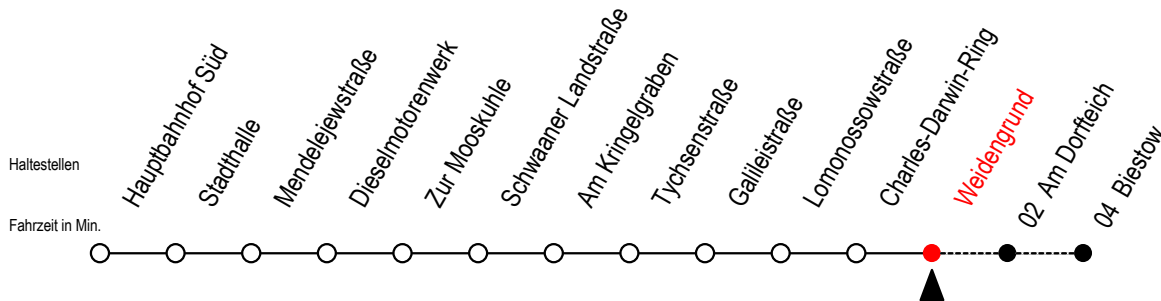 Haltestellen
Fahrzeit in Min.
Hauptbahnhof Süd
Stadthalle
Mendelejewstraße
Dieselmotorenwerk
Zur Mooskuhle
Schwaaner Landstraße
Am Kringelgraben
Tychsenstraße
Galileistraße
Lomonossowstraße
Charles-Darwin-Ring
Weidengrund
02 Am Dorfteich
04 Biestow